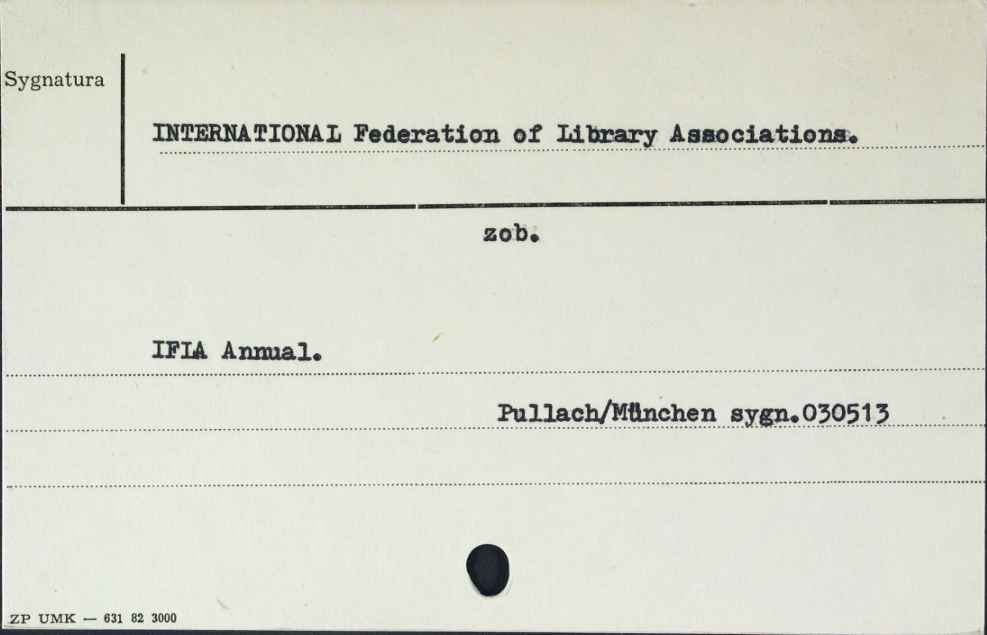 Sygnatura
INTERNATIONAL Federation of Library Associations.
zob.
IFLA Annual.
Pullach/München sygn.030513
ZP UMK — 631 82 3000